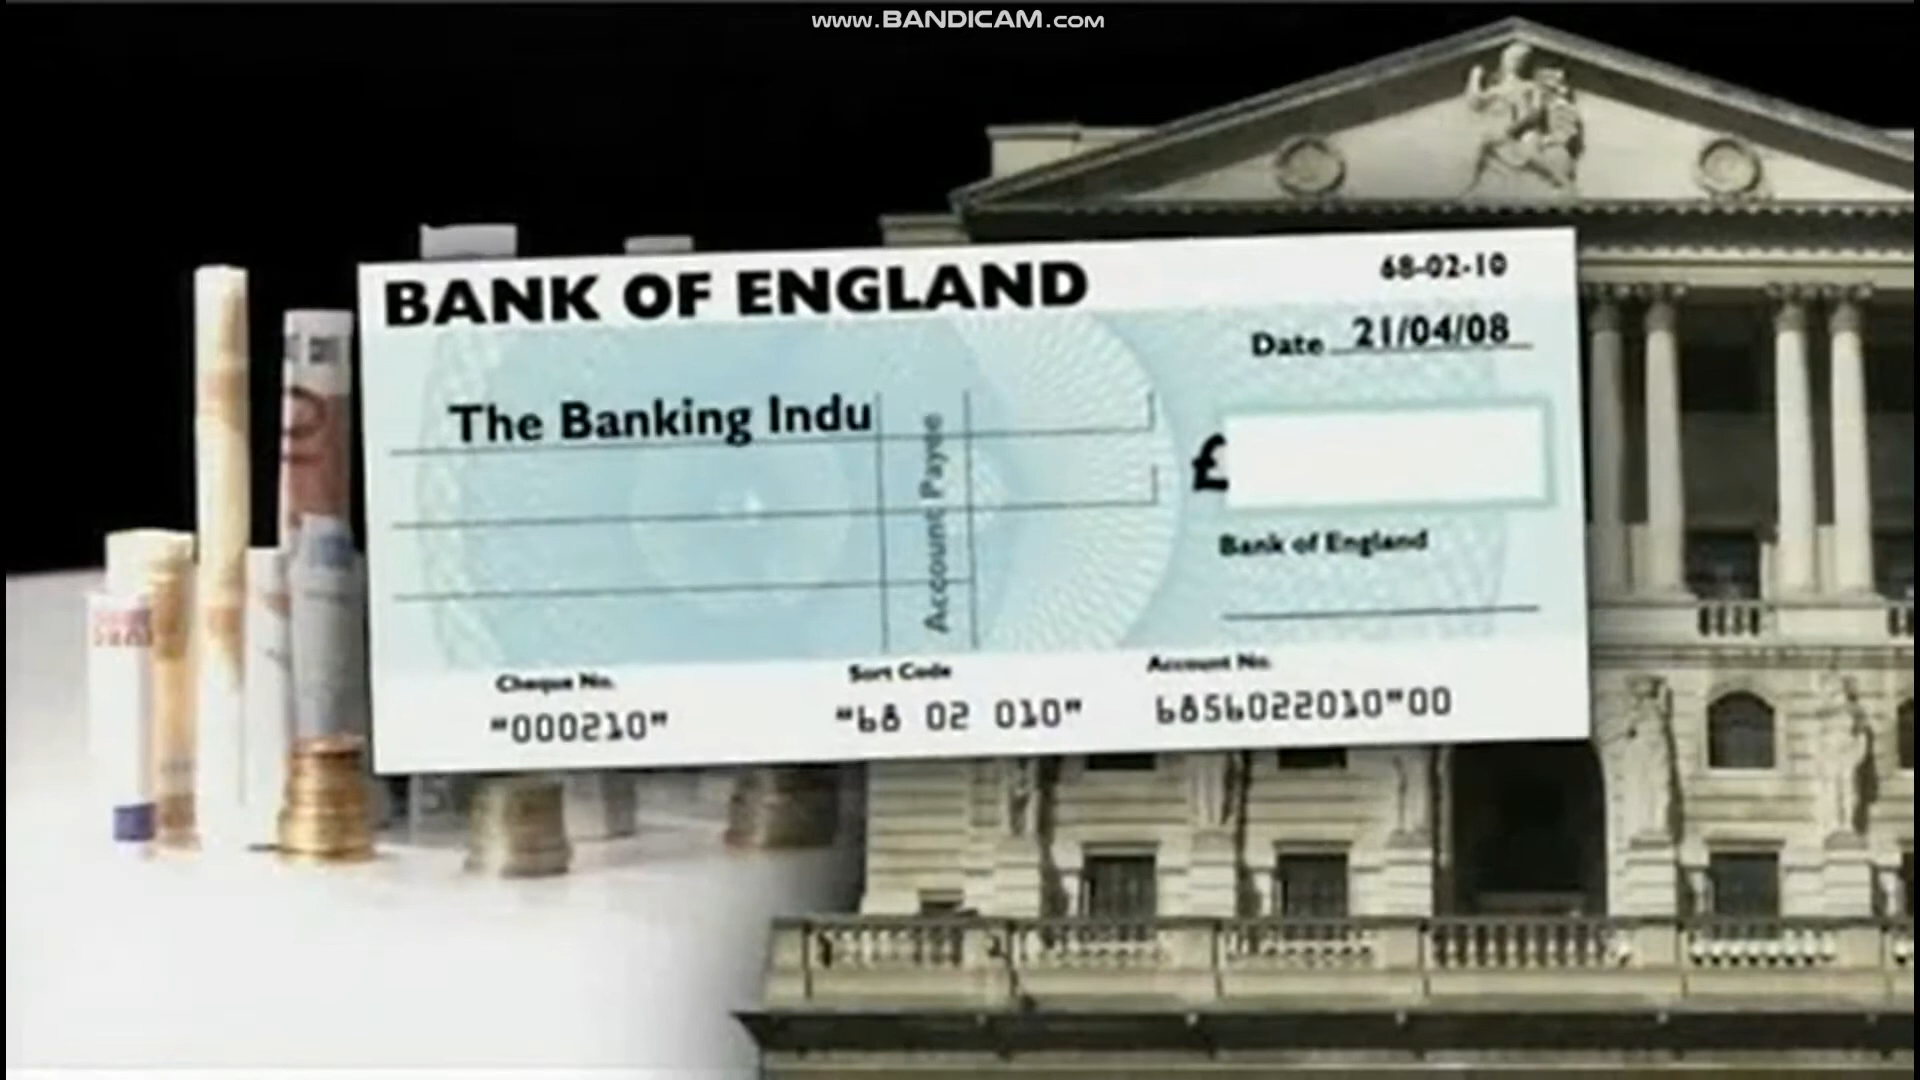 www.BANDICAM.com
BANK OF ENGLAND
68-02-10
Date 21/04/08
The Banking Indu
Account Payee
£
Bank of England
Cheque No.
Sort Code
Account No.
"000210"
"68 02 010"
6856022010"00